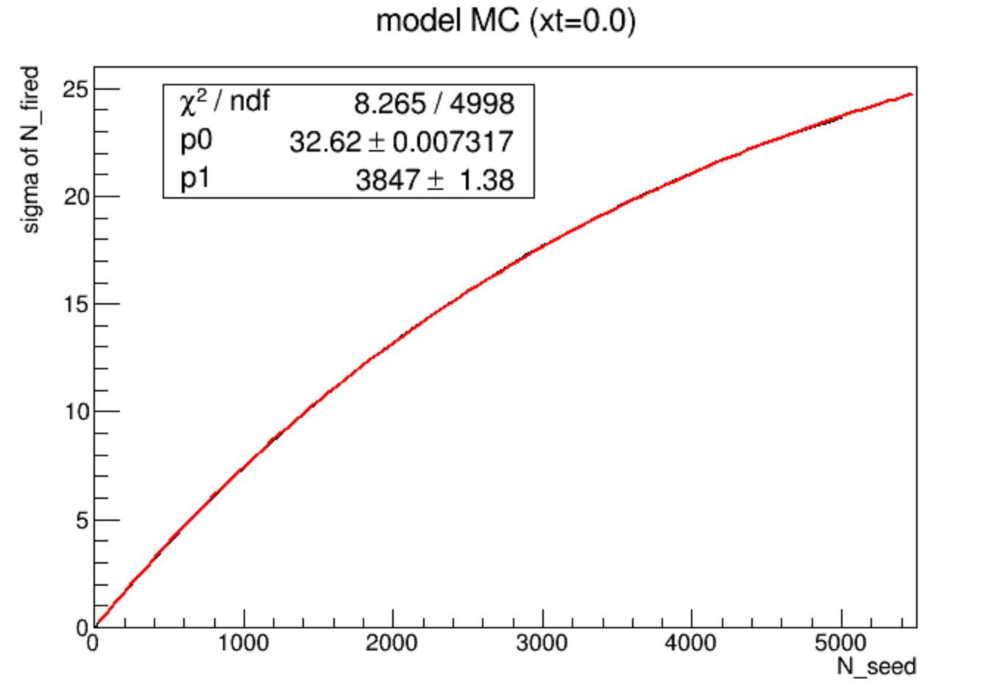 model MC (xt=0.0)
sigma of N_fired
χ² / ndf 8.265 / 4998
p0 32.62 ± 0.007317
p1 3847 ± 1.38
25
20
15
10
5
0
0 1000 2000 3000 4000 5000
N_seed